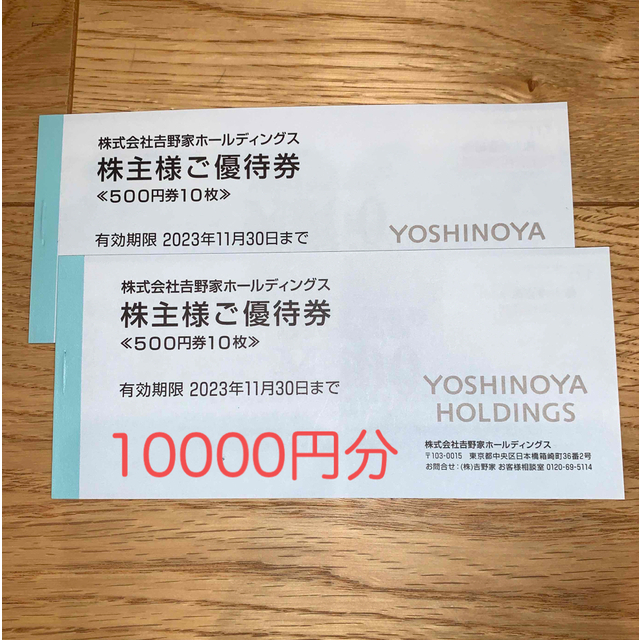 株式会社吉野家ホールディングス
株主様ご優待券
≪500円券10枚≫
有効期限 2023年11月30日まで
YOSHINOYA
株式会社吉野家ホールディングス
株主様ご優待券
≪500円券10枚≫
有効期限 2023年11月30日まで
YOSHINOYA
HOLDINGS
10000円分
株式会社吉野家ホールディングス
〒103-0015 東京都中央区日本橋箱崎町36番2号
お問合せ:(株)吉野家 お客様相談室 0120-69-5114